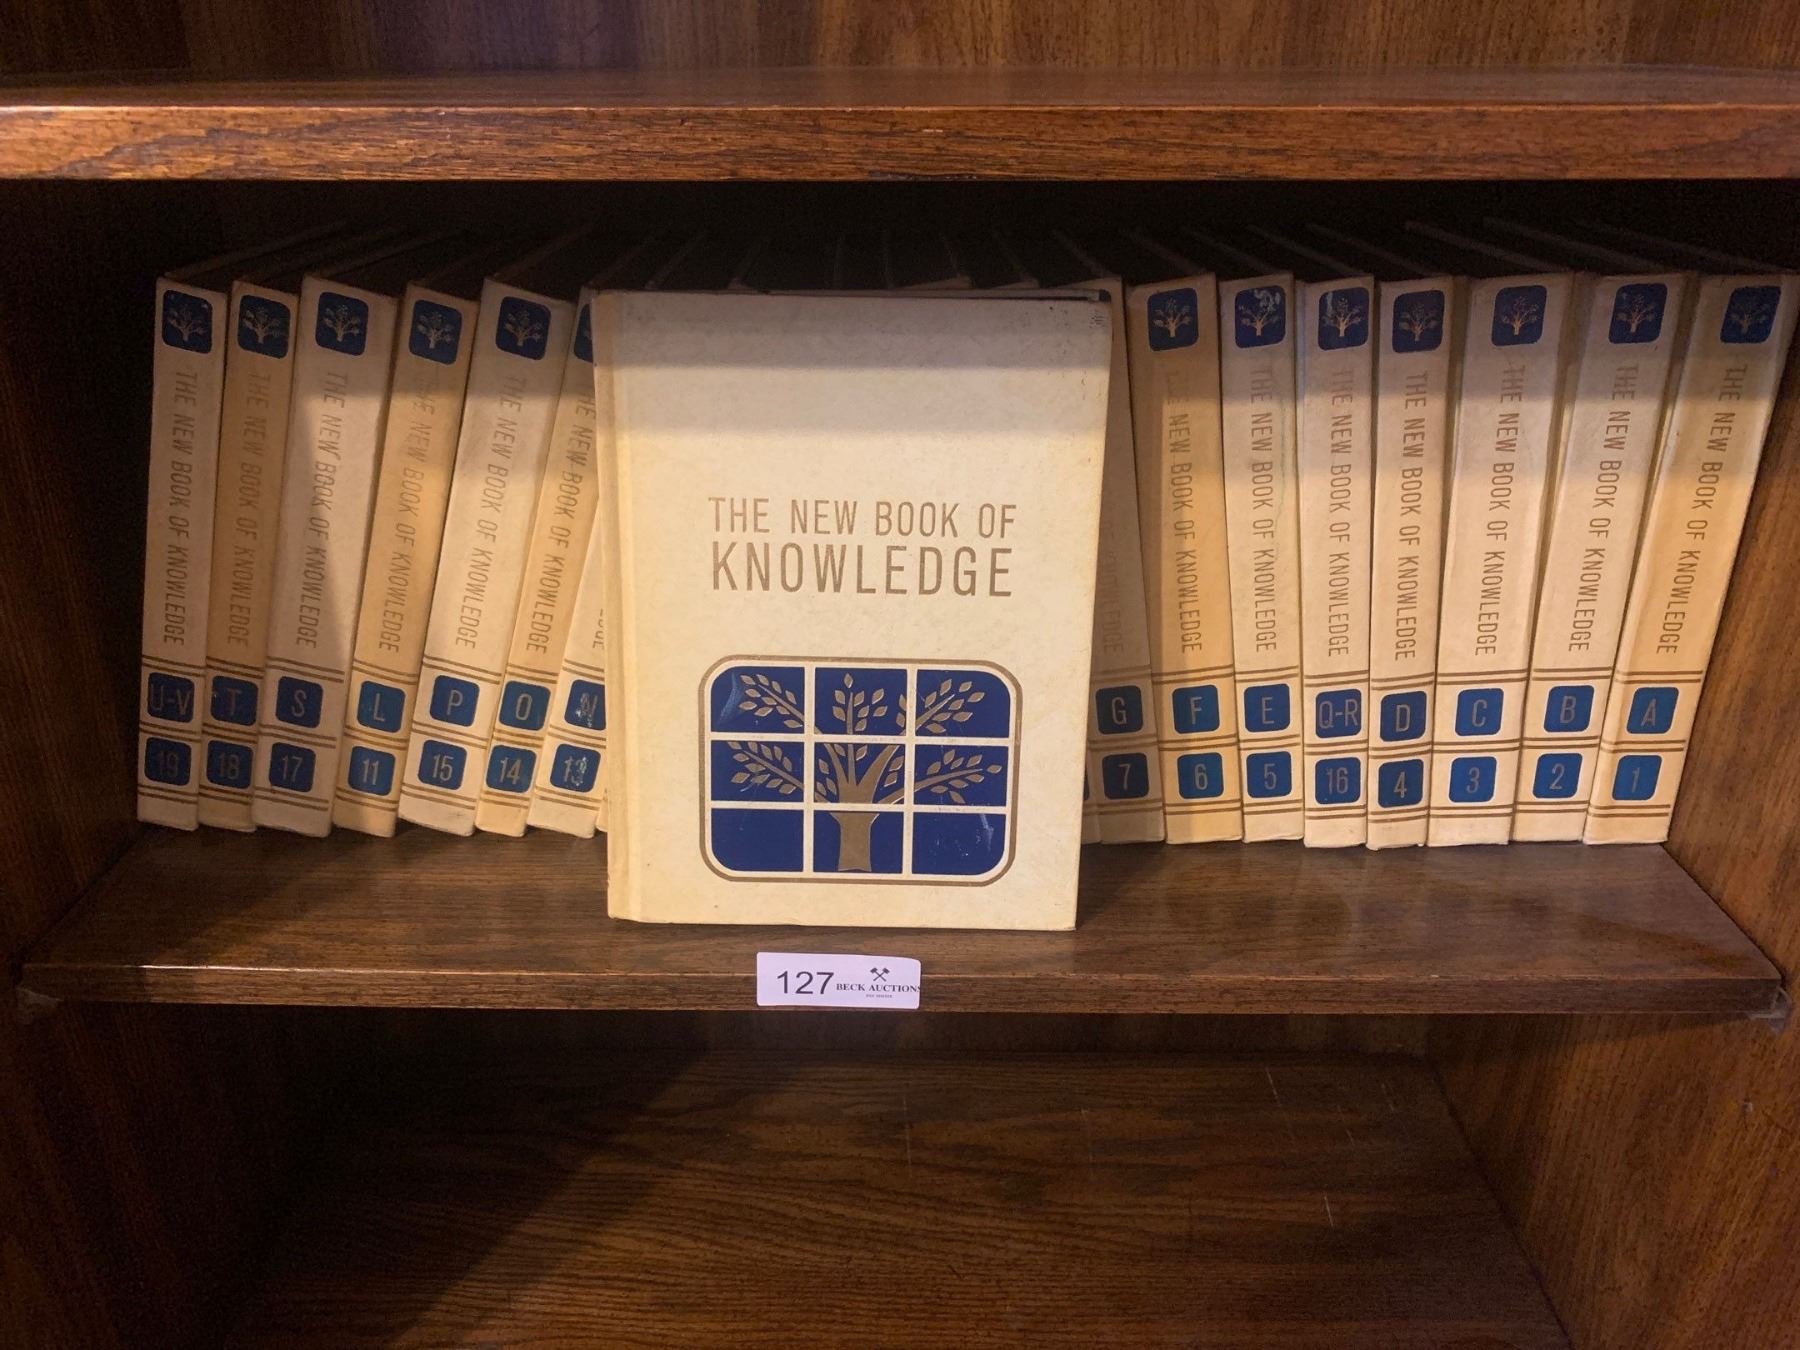 THE NEW BOOK OF KNOWLEDGE
U-V
19
THE NEW BOOK OF KNOWLEDGE
T
18
THE NEW BOOK OF KNOWLEDGE
S
17
THE NEW BOOK OF KNOWLEDGE
L
11
THE NEW BOOK OF KNOWLEDGE
P
15
THE NEW BOOK OF KNOWLEDGE
O
14
N
13
THE NEW BOOK OF
KNOWLEDGE
G
7
THE NEW BOOK OF KNOWLEDGE
F
6
THE NEW BOOK OF KNOWLEDGE
E
5
THE NEW BOOK OF KNOWLEDGE
Q-R
16
THE NEW BOOK OF KNOWLEDGE
D
4
THE NEW BOOK OF KNOWLEDGE
C
3
THE NEW BOOK OF KNOWLEDGE
B
2
THE NEW BOOK OF KNOWLEDGE
A
1
127 BECK AUCTIONS